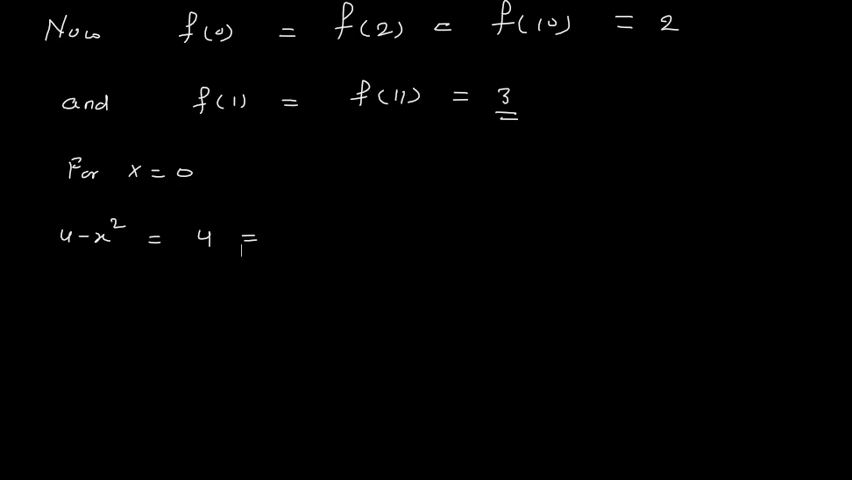 Now f(0) = f(2) = f(10) = 2
and f(1) = f(11) = 3
For x = 0
4-x² = 4 =